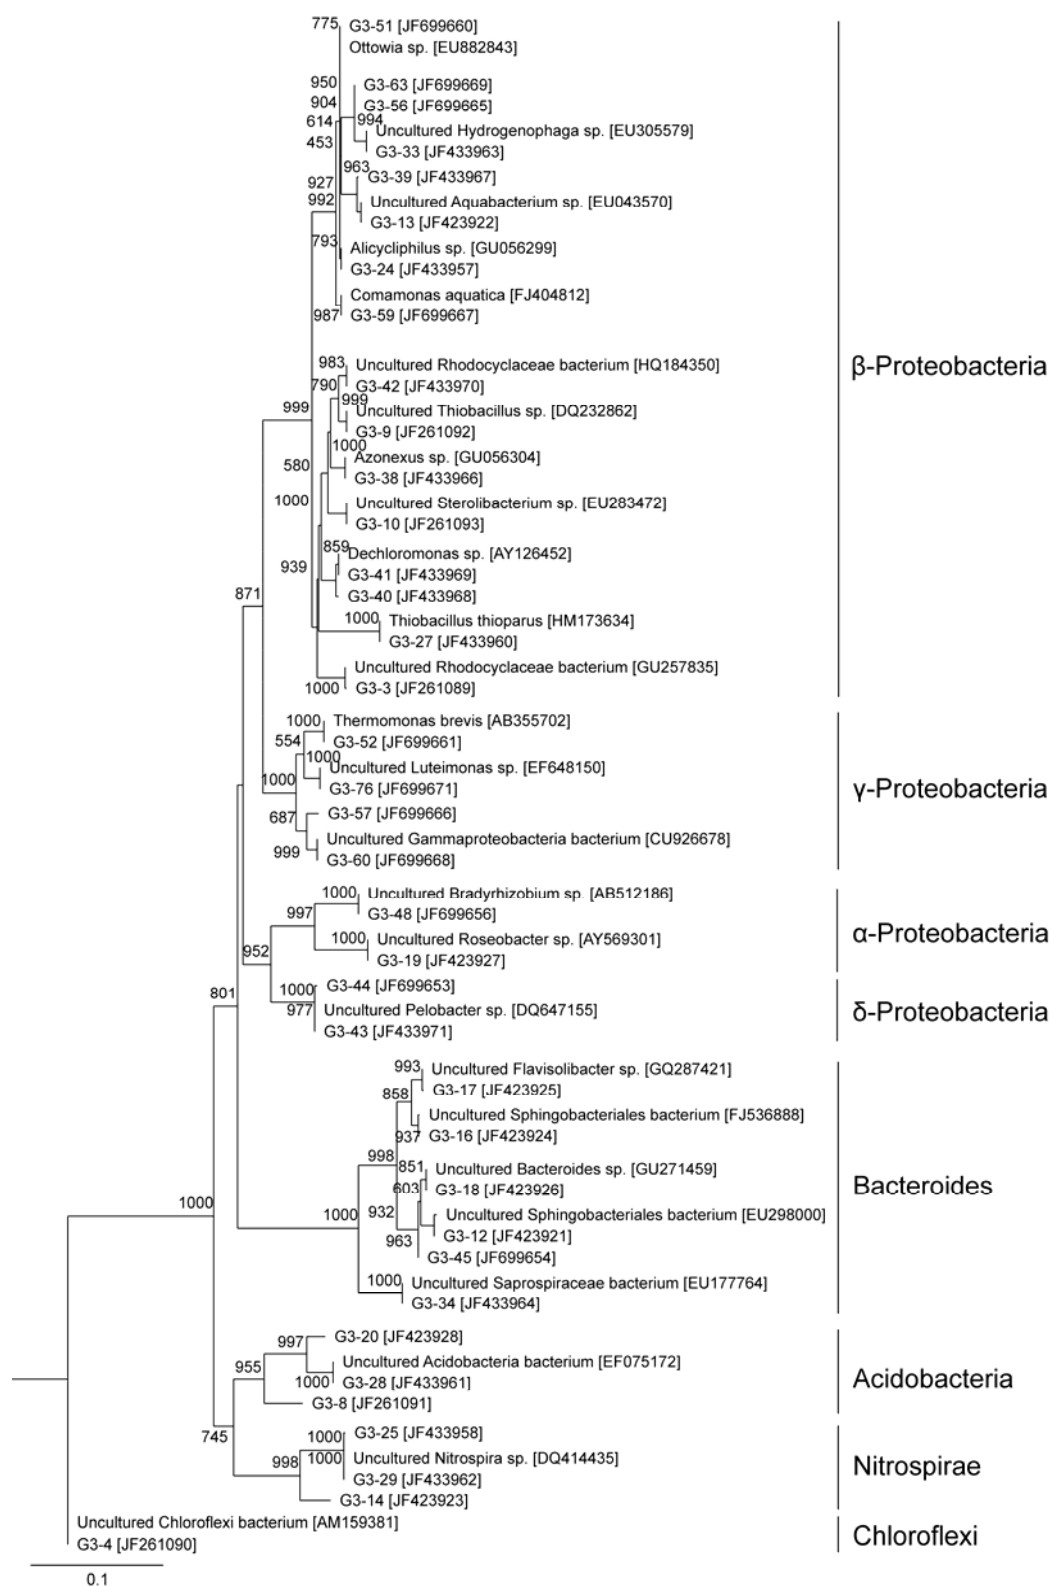 775
G3-51 [JF699660]
Ottowia sp. [EU882843]
950
G3-63 [JF699669]
904
G3-56 [JF699665]
614
994
Uncultured Hydrogenophaga sp. [EU305579]
453
G3-33 [JF433963]
963
927
G3-39 [JF433967]
992
Uncultured Aquabacterium sp. [EU043570]
G3-13 [JF423922]
793
Alicycliphilus sp. [GU056299]
G3-24 [JF433957]
Comamonas aquatica [FJ404812]
987
G3-59 [JF699667]
β-Proteobacteria
983
Uncultured Rhodocyclaceae bacterium [HQ184350]
790
G3-42 [JF433970]
999
999
Uncultured Thiobacillus sp. [DQ232862]
G3-9 [JF261092]
1000
580
Azonexus sp. [GU056304]
G3-38 [JF433966]
1000
Uncultured Sterolibacterium sp. [EU283472]
G3-10 [JF261093]
859
Dechloromonas sp. [AY126452]
939
G3-41 [JF433969]
871
G3-40 [JF433968]
1000
Thiobacillus thioparus [HM173634]
G3-27 [JF433960]
Uncultured Rhodocyclaceae bacterium [GU257835]
1000
G3-3 [JF261089]
1000
Thermomonas brevis [AB355702]
554
G3-52 [JF699661]
1000
Uncultured Luteimonas sp. [EF648150]
1000
G3-76 [JF699671]
γ-Proteobacteria
687
G3-57 [JF699666]
Uncultured Gammaproteobacteria bacterium [CU926678]
999
G3-60 [JF699668]
1000
Uncultured Bradyrhizobium sp. [AB512186]
997
G3-48 [JF699656]
α-Proteobacteria
1000
Uncultured Roseobacter sp. [AY569301]
952
G3-19 [JF423927]
801
1000
G3-44 [JF699653]
977
Uncultured Pelobacter sp. [DQ647155]
δ-Proteobacteria
G3-43 [JF433971]
993
Uncultured Flavisolibacter sp. [GQ287421]
858
G3-17 [JF423925]
Uncultured Sphingobacteriales bacterium [FJ536888]
937
G3-16 [JF423924]
998
851
Uncultured Bacteroides sp. [GU271459]
603
G3-18 [JF423926]
Bacteroides
1000
1000
932
Uncultured Sphingobacteriales bacterium [EU298000]
G3-12 [JF423921]
963
G3-45 [JF699654]
1000
Uncultured Saprospiraceae bacterium [EU177764]
G3-34 [JF433964]
997
G3-20 [JF423928]
955
Uncultured Acidobacteria bacterium [EF075172]
1000
G3-28 [JF433961]
Acidobacteria
G3-8 [JF261091]
745
1000
G3-25 [JF433958]
998
1000
Uncultured Nitrospira sp. [DQ414435]
Nitrospirae
G3-29 [JF433962]
G3-14 [JF423923]
Uncultured Chloroflexi bacterium [AM159381]
Chloroflexi
G3-4 [JF261090]
0.1